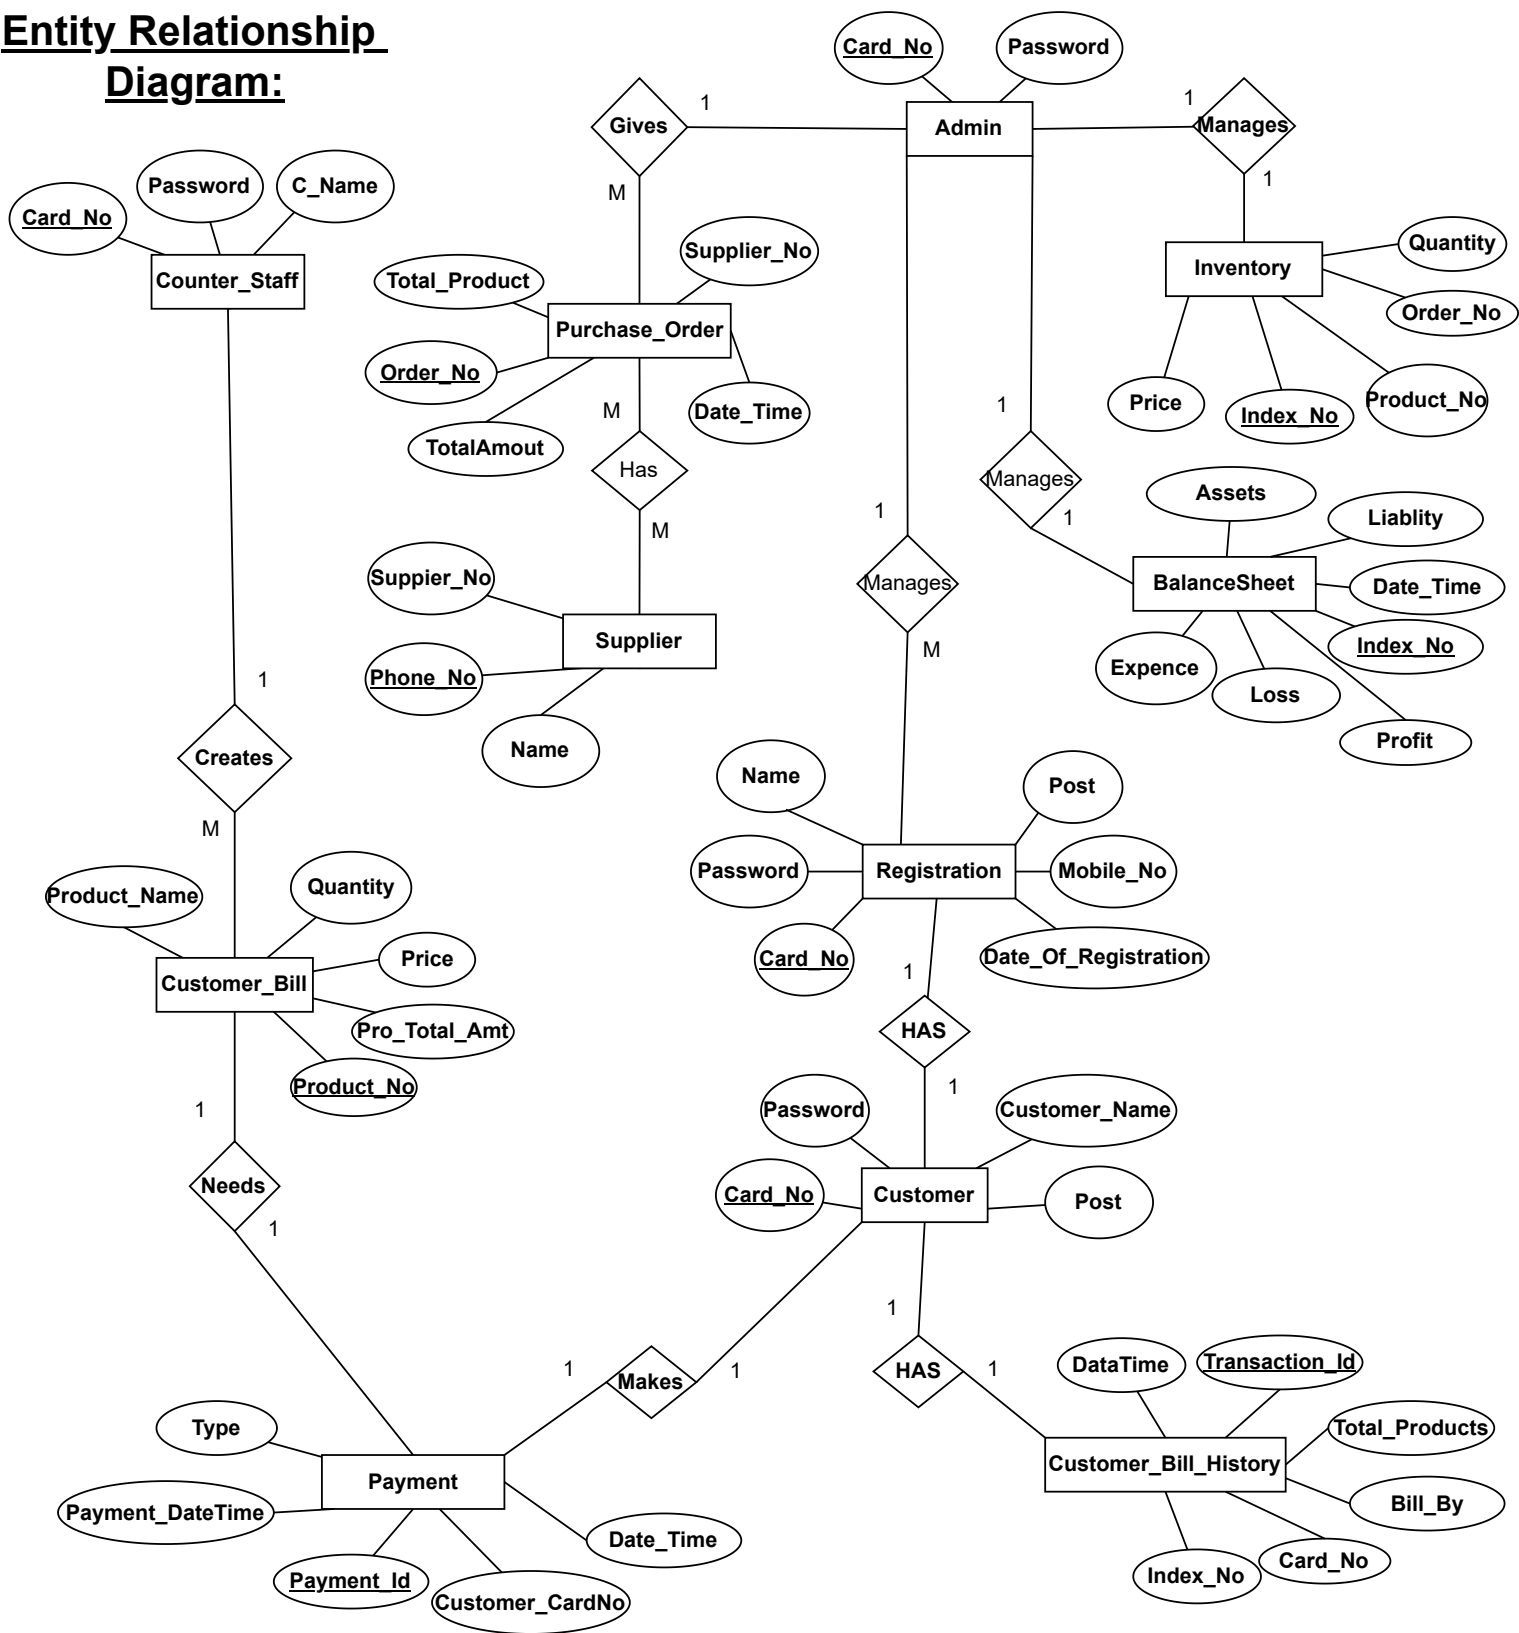 Entity Relationship
Diagram:
Card_No
Password
1
Gives
Admin
1
Manages
M
1
Password
C_Name
Card_No
Counter_Staff
Supplier_No
Total_Product
Purchase_Order
Order_No
Date_Time
TotalAmout
M
Has
M
Quantity
Inventory
Order_No
Price
Index_No
Product_No
1
Manages
1
Assets
Liablity
BalanceSheet
Date_Time
Index_No
Expence
Loss
Profit
1
Manages
M
Suppier_No
Supplier
Phone_No
Name
1
Creates
M
Name
Post
Password
Registration
Mobile_No
Card_No
Date_Of_Registration
Product_Name
Quantity
Price
Customer_Bill
Pro_Total_Amt
Product_No
1
HAS
1
1
Needs
1
Password
Customer_Name
Card_No
Customer
Post
1
HAS
1
1
Makes
1
DataTime
Transaction_Id
Total_Products
Customer_Bill_History
Bill_By
Card_No
Index_No
Type
Payment
Payment_DateTime
Date_Time
Payment_Id
Customer_CardNo